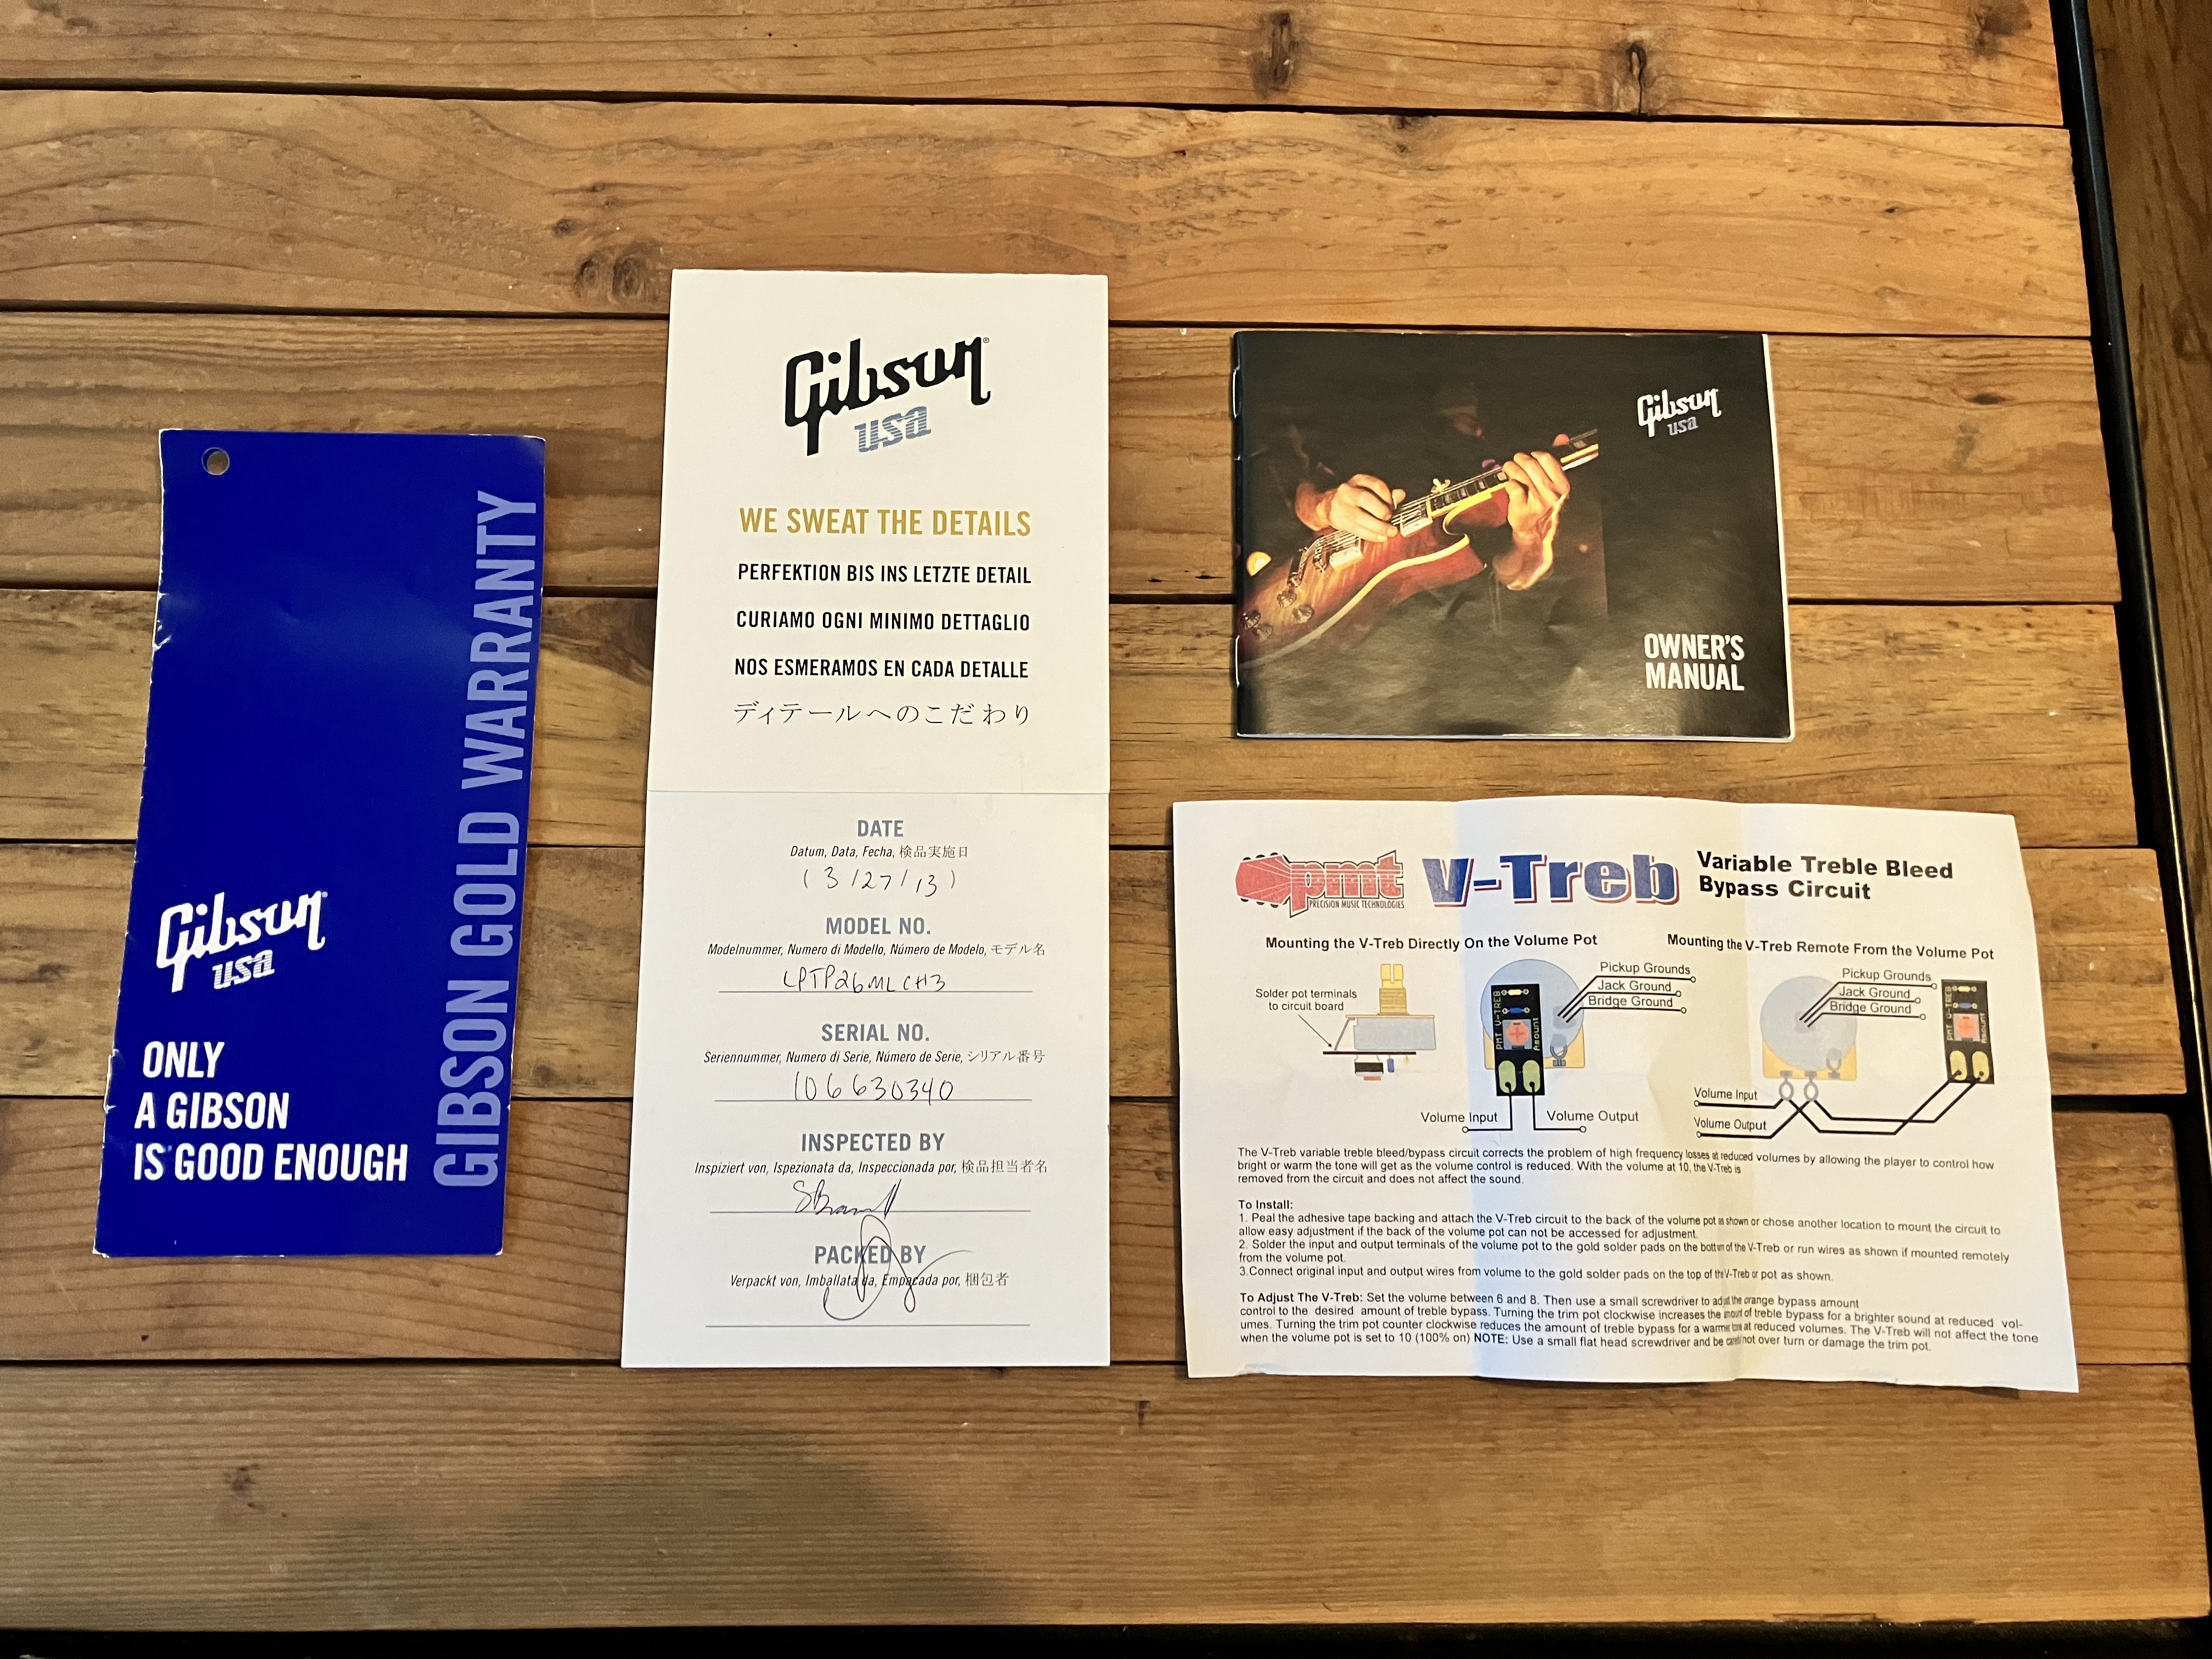 Gibson
usa
ONLY
A GIBSON
IS GOOD ENOUGH
GIBSON GOLD WARRANTY
Gibson®
usa
WE SWEAT THE DETAILS
PERFEKTION BIS INS LETZTE DETAIL
CURIAMO OGNI MINIMO DETTAGLIO
NOS ESMERAMOS EN CADA DETALLE
ディテールへのこだわり
DATE
Datum, Data, Fecha, 検品実施日
( 3 / 27 / 13 )
MODEL NO.
Modelnummer, Numero di Modello, Número de Modelo, モデル名
LPTP26MLCH3
SERIAL NO.
Seriennummer, Numero di Serie, Número de Serie, シリアル番号
106630340
INSPECTED BY
Inspiziert von, Ispezionata da, Inspeccionada por, 検品担当者名
PACKED BY
Verpackt von, Imballata da, Empacada por, 梱包者
Gibson
usa
OWNER'S
MANUAL
pmt
PRECISION MUSIC TECHNOLOGIES
V-Treb
Variable Treble Bleed
Bypass Circuit
Mounting the V-Treb Directly On the Volume Pot
Solder pot terminals
to circuit board
PMT V-TREB
Amount
Pickup Grounds
Jack Ground
Bridge Ground
Volume Input
Volume Output
Mounting the V-Treb Remote From the Volume Pot
Pickup Grounds
Jack Ground
Bridge Ground
PMT V-TREB
Amount
Volume Input
Volume Output
The V-Treb variable treble bleed/bypass circuit corrects the problem of high frequency losses at reduced volumes by allowing the player to control how
bright or warm the tone will get as the volume control is reduced. With the volume at 10, the V-Treb is
removed from the circuit and does not affect the sound.
To Install:
1. Peal the adhesive tape backing and attach the V-Treb circuit to the back of the volume pot as shown or chose another location to mount the circuit to
allow easy adjustment if the back of the volume pot can not be accessed for adjustment.
2. Solder the input and output terminals of the volume pot to the gold solder pads on the bottom of the V-Treb or run wires as shown if mounted remotely
from the volume pot.
3.Connect original input and output wires from volume to the gold solder pads on the top of the V-Treb or pot as shown.
To Adjust The V-Treb: Set the volume between 6 and 8. Then use a small screwdriver to adjust the orange bypass amount
control to the desired amount of treble bypass. Turning the trim pot clockwise increases the amount of treble bypass for a brighter sound at reduced vol-
umes. Turning the trim pot counter clockwise reduces the amount of treble bypass for a warmer tone at reduced volumes. The V-Treb will not affect the tone
when the volume pot is set to 10 (100% on) NOTE: Use a small flat head screwdriver and be careful not over turn or damage the trim pot.